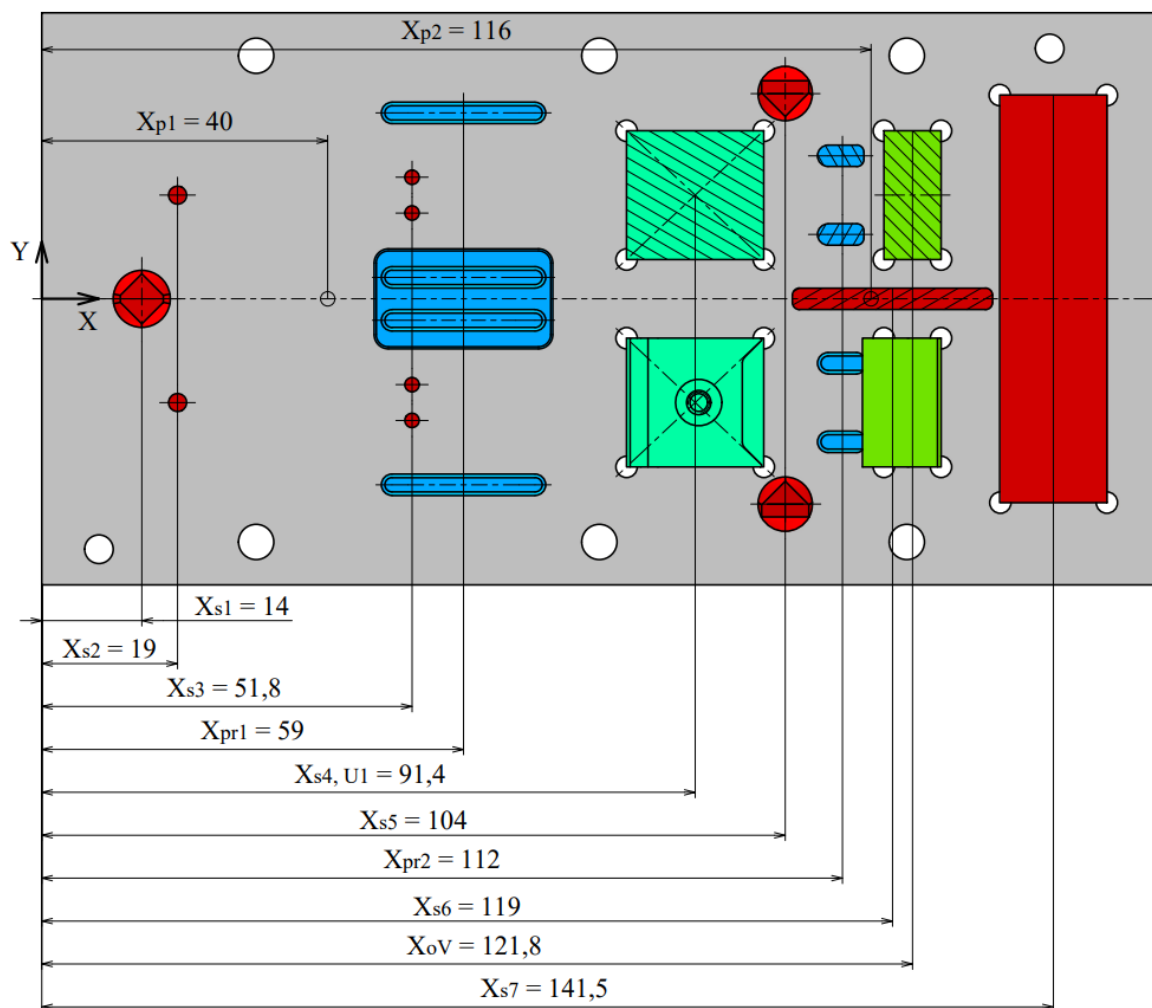 Xp2 = 116
Xp1 = 40
Y
X
Xs1 = 14
Xs2 = 19
Xs3 = 51,8
Xpr1 = 59
Xs4, U1 = 91,4
Xs5 = 104
Xpr2 = 112
Xs6 = 119
XoV = 121,8
Xs7 = 141,5